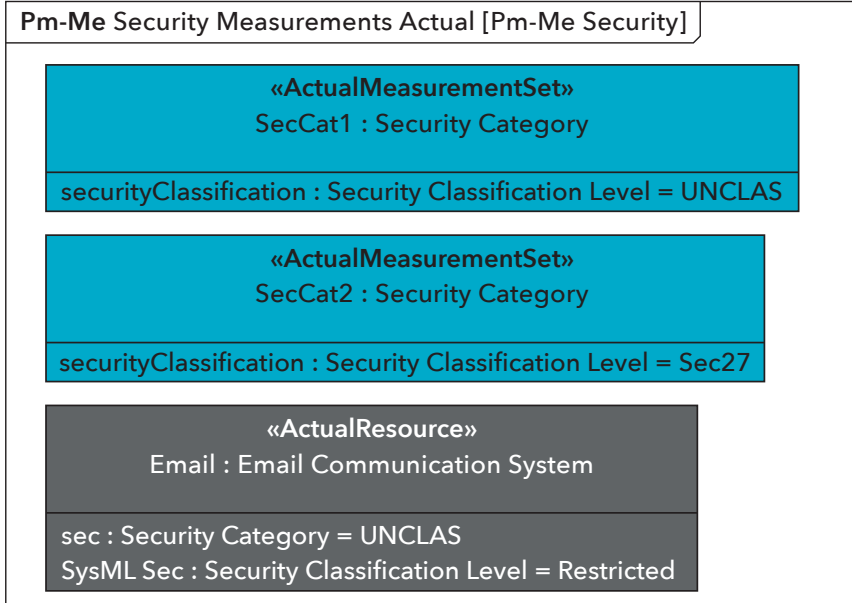 Pm-Me Security Measurements Actual [Pm-Me Security]
«ActualMeasurementSet»
SecCat1 : Security Category
securityClassification : Security Classification Level = UNCLAS
«ActualMeasurementSet»
SecCat2 : Security Category
securityClassification : Security Classification Level = Sec27
«ActualResource»
Email : Email Communication System
sec : Security Category = UNCLAS
SysML Sec : Security Classification Level = Restricted